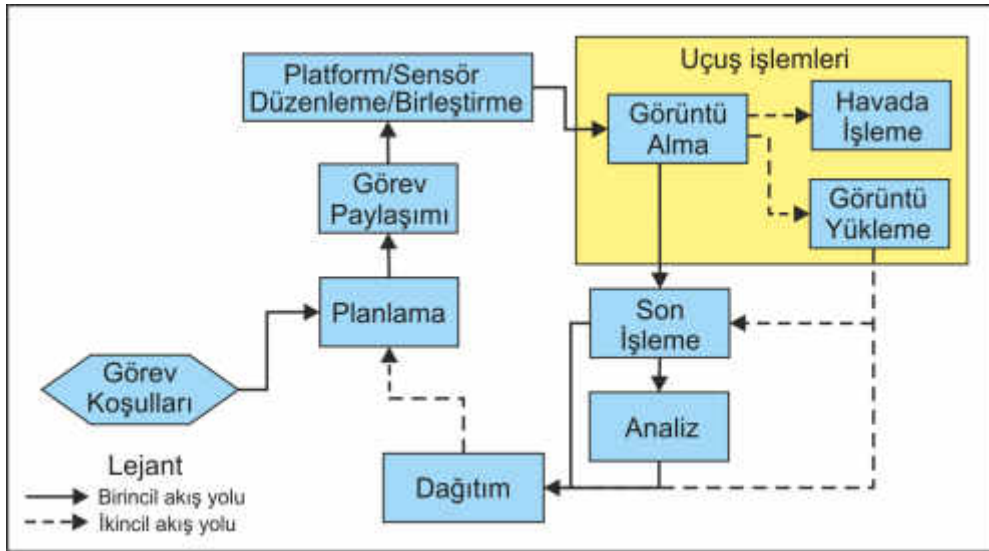 Platform/Sensör
Düzenleme/Birleştirme
Uçuş işlemleri
Görüntü
Alma
Havada
İşleme
Görüntü
Yükleme
Görev
Paylaşımı
Planlama
Son
İşleme
Görev
Koşulları
Analiz
Dağıtım
Lejant
Birincil akış yolu
İkincil akış yolu